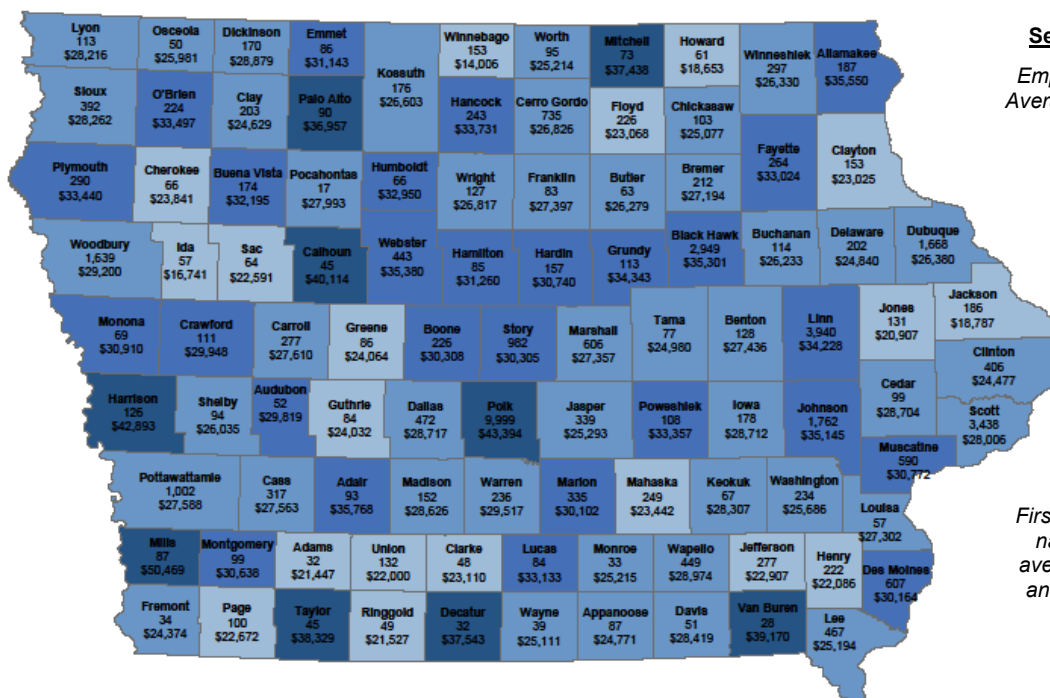 Lyon
113
$28,216
Osceola
50
$25,981
Dickinson
170
$28,879
Emmet
86
$31,143
Kossuth
176
$26,603
Winnebago
153
$14,006
Worth
95
$25,214
Mitchell
73
$37,438
Howard
61
$18,653
Winneshiek
297
$26,330
Allamakee
187
$35,550
Se
Emp
Aver
Sioux
392
$28,262
O'Brien
224
$33,497
Clay
203
$24,629
Palo Alto
90
$36,957
Hancock
243
$33,731
Cerro Gordo
735
$26,826
Floyd
226
$23,068
Chickasaw
103
$25,077
Fayette
264
$33,024
Clayton
153
$23,025
Plymouth
290
$33,440
Cherokee
66
$23,841
Buena Vista
174
$32,195
Pocahontas
17
$27,993
Humboldt
66
$32,950
Wright
127
$26,817
Franklin
83
$27,397
Butler
63
$26,279
Bremer
212
$27,194
Woodbury
1,639
$29,200
Ida
57
$16,741
Sac
64
$22,591
Calhoun
45
$40,114
Webster
443
$35,380
Hamilton
85
$31,260
Hardin
157
$30,740
Grundy
113
$34,343
Black Hawk
2,949
$35,301
Buchanan
114
$26,233
Delaware
202
$24,840
Dubuque
1,668
$26,380
Monona
69
$30,910
Crawford
111
$29,948
Carroll
277
$27,610
Greene
86
$24,064
Boone
226
$30,308
Story
982
$30,305
Marshall
606
$27,357
Tama
77
$24,980
Benton
128
$27,436
Linn
3,940
$34,228
Jones
131
$20,907
Jackson
186
$18,787
Clinton
406
$24,477
Harrison
126
$42,893
Shelby
94
$26,035
Audubon
52
$29,819
Guthrie
84
$24,032
Dallas
472
$28,717
Polk
9,999
$43,394
Jasper
339
$25,293
Poweshiek
108
$33,357
Iowa
178
$28,712
Johnson
1,762
$35,145
Cedar
99
$28,704
Scott
3,438
$28,006
Muscatine
590
$30,772
Pottawattamie
1,002
$27,588
Cass
317
$27,563
Adair
93
$35,768
Madison
152
$28,626
Warren
236
$29,517
Marion
335
$30,102
Mahaska
249
$23,442
Keokuk
67
$28,307
Washington
234
$25,686
Louisa
57
$27,302
First
na
ave
an
Mills
87
$50,469
Montgomery
99
$30,638
Adams
32
$21,447
Union
132
$22,000
Clarke
48
$23,110
Lucas
84
$33,133
Monroe
33
$25,215
Wapello
449
$28,974
Jefferson
277
$22,907
Henry
222
$22,086
Des Moines
607
$30,164
Fremont
34
$24,374
Page
100
$22,672
Taylor
45
$38,329
Ringgold
49
$21,527
Decatur
32
$37,543
Wayne
39
$25,111
Appanoose
87
$24,771
Davis
51
$28,419
Van Buren
28
$39,170
Lee
467
$25,194